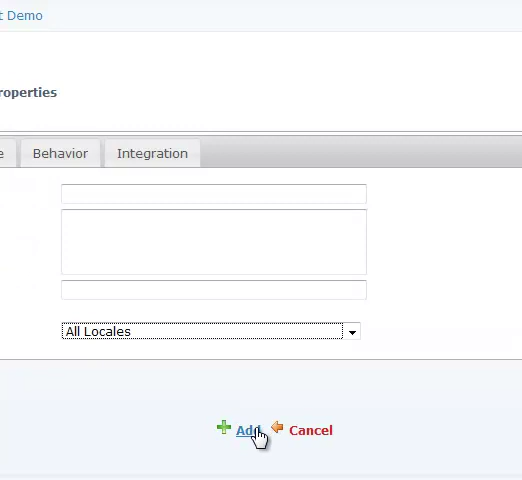 t Demo
roperties
e Behavior Integration
All Locales
Add Cancel